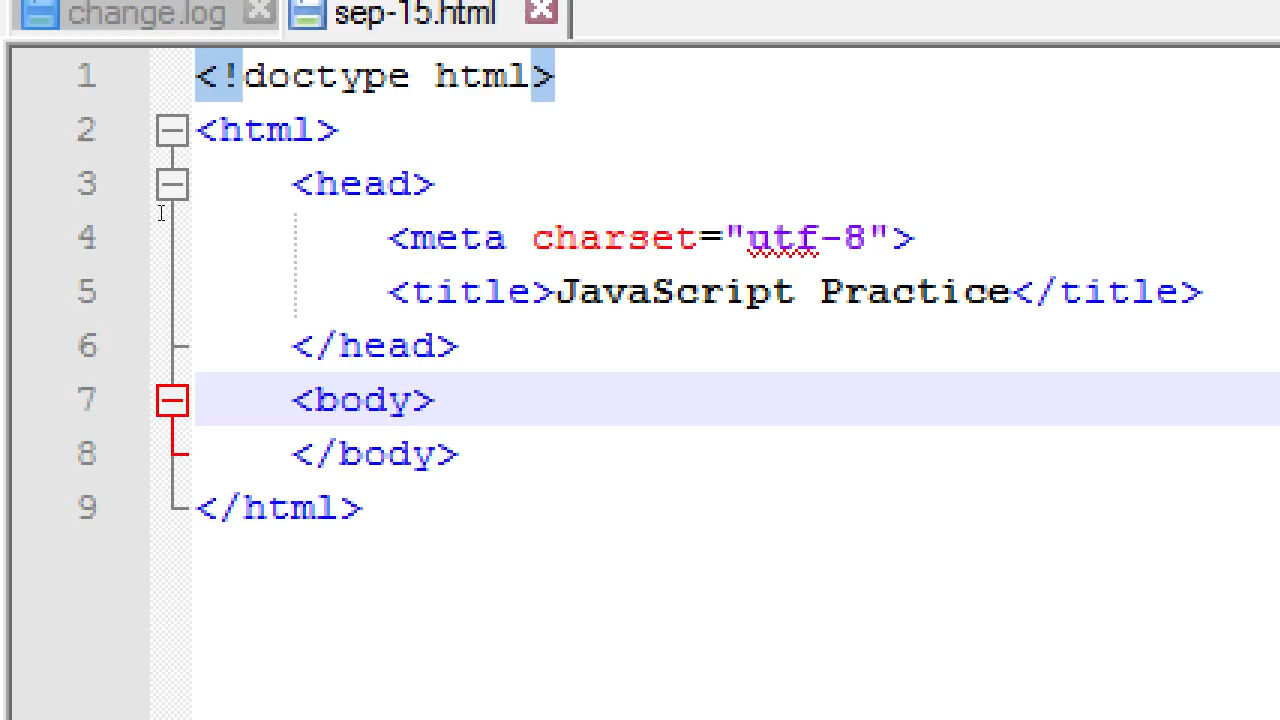 change.log sep-15.html
1 <!doctype html>
2 <html>
3 <head>
4 <meta charset="utf-8">
5 <title>JavaScript Practice</title>
6 </head>
7 <body>
8 </body>
9 </html>